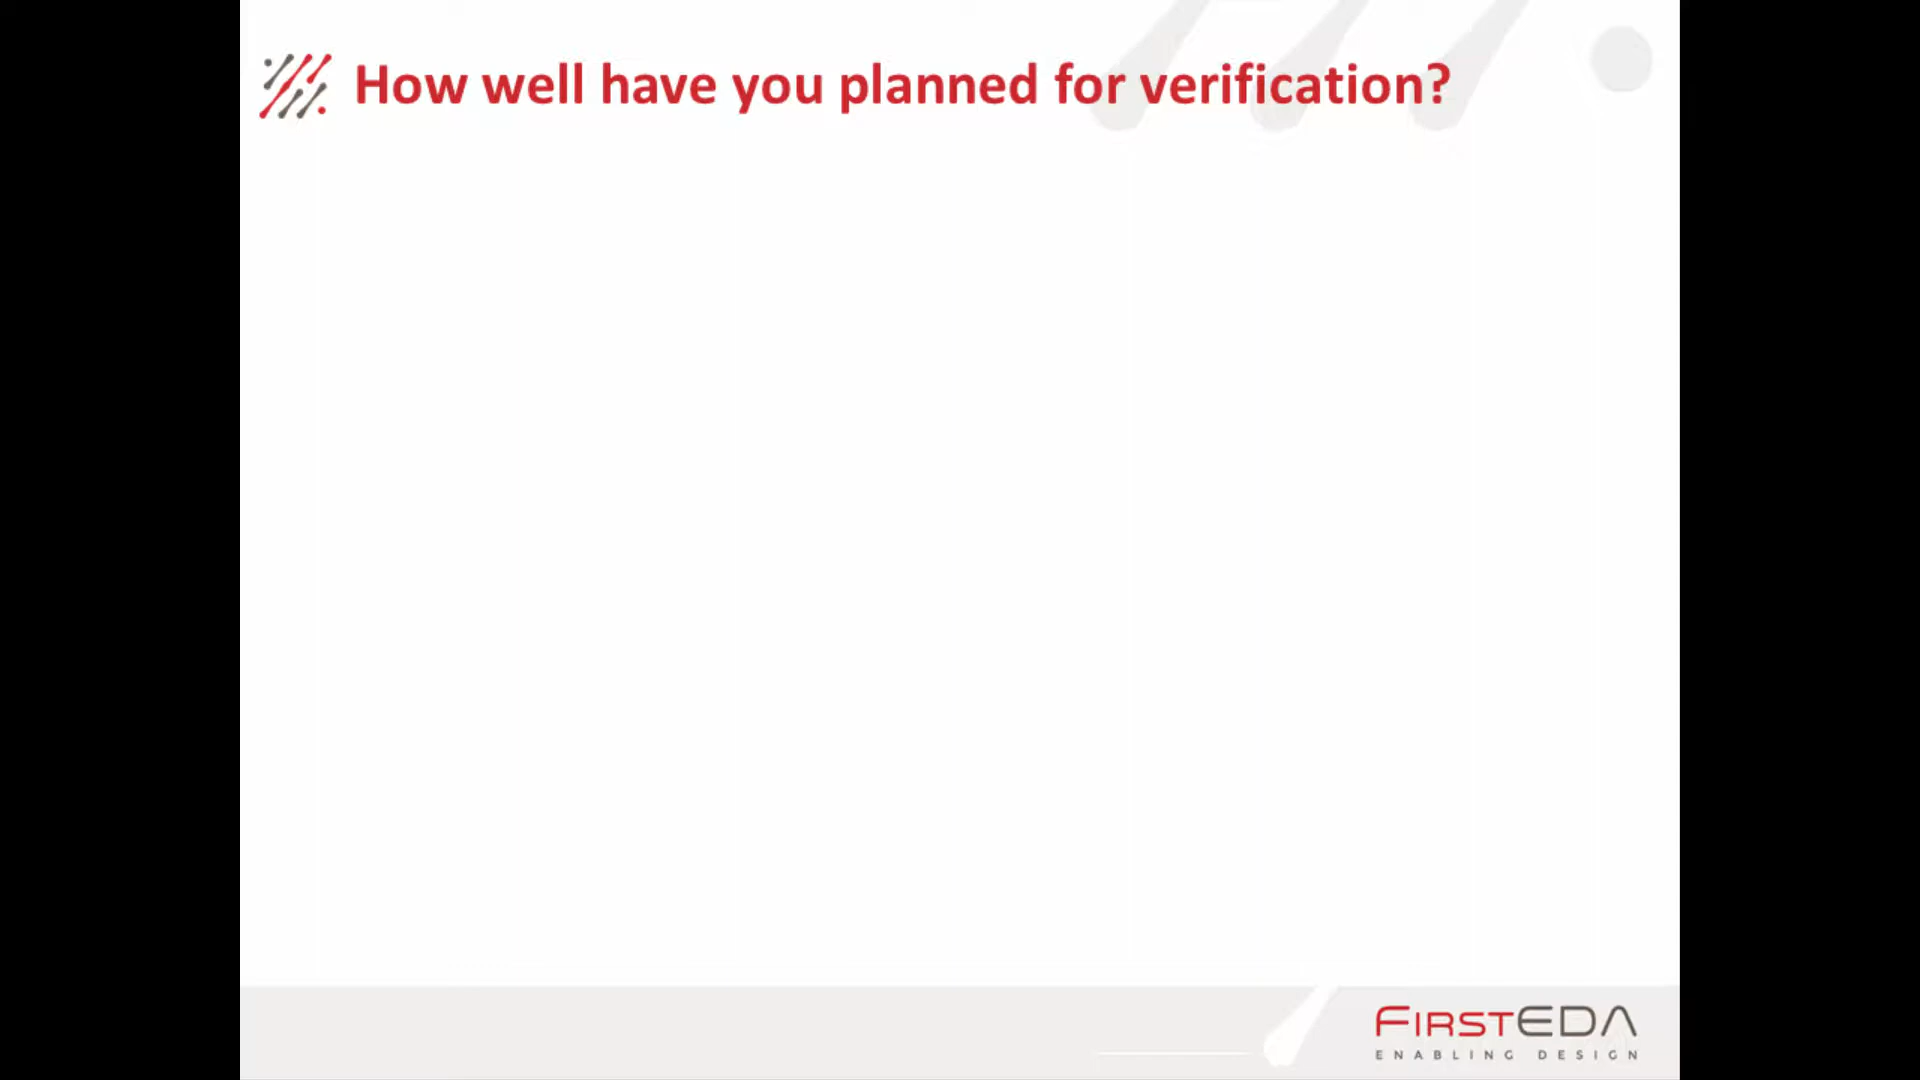 How well have you planned for verification?
FIRSTEDA
ENABLING DESIGN